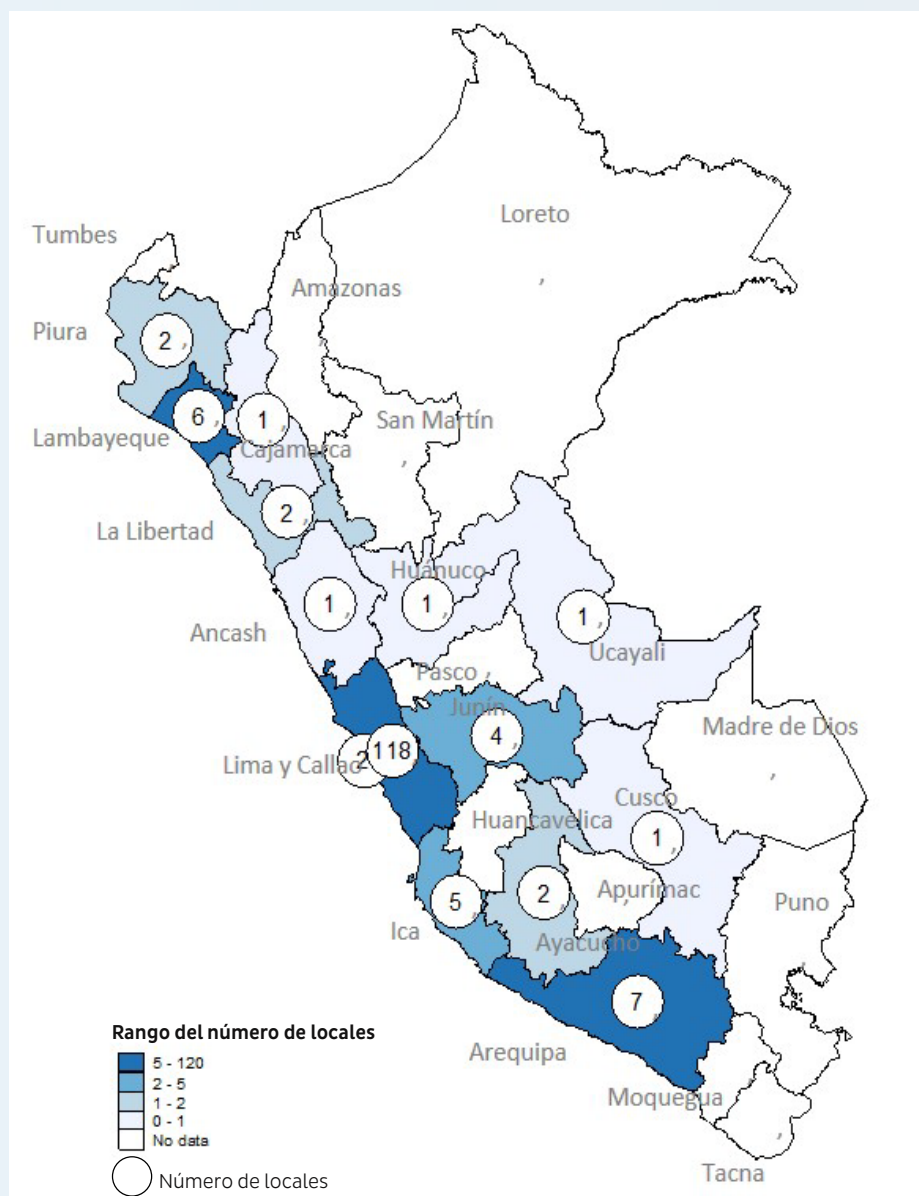 Loreto
,
Tumbes
Amazonas
Piura
2,
Lambayeque
6,
1,
San Martín
,
Cajamarca
La Libertad
2,
Huánuco
Ancash
1,
1,
1,
Ucayali
Pasco
,
Junín
Madre de Dios
,
Lima y Callao
2
118,
4,
Huancavelica
Cusco
1,
Ica
5,
2,
Apurímac
,
Puno
,
Ayacucho
7,
Arequipa
Moquegua
,
Tacna
,
Rango del número de locales
5 - 120
2 - 5
1 - 2
0 - 1
No data
Número de locales